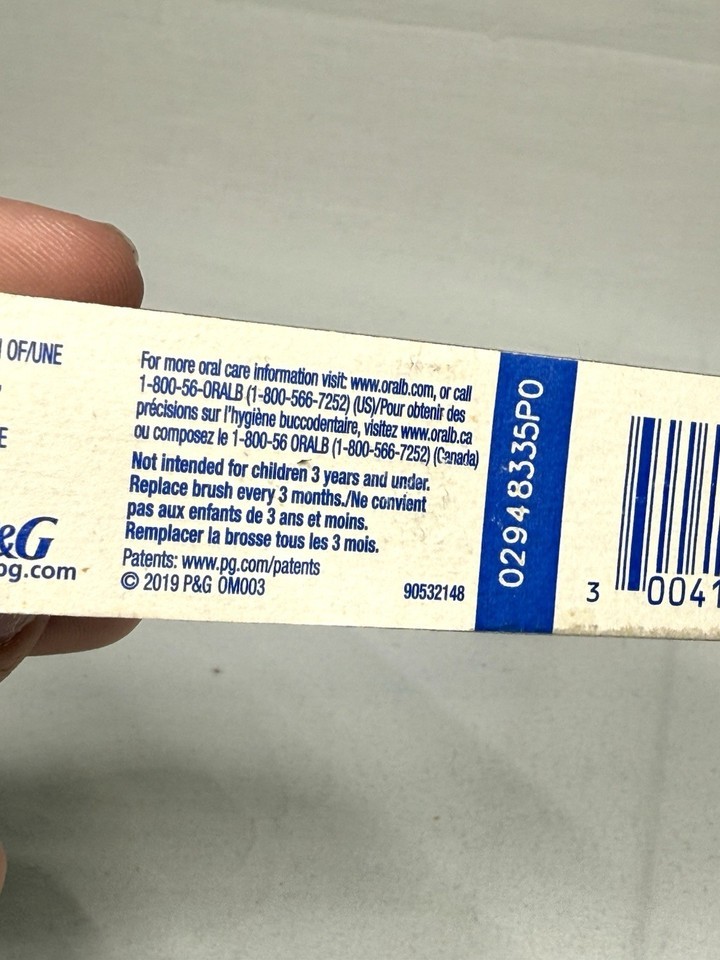 OF/UNE
E
&G
pg.com
For more oral care information visit: www.oralb.com, or call
1-800-56-ORALB (1-800-566-7252) (US)/Pour obtenir des
précisions sur l'hygiène buccodentaire, visitez www.oralb.ca
ou composez le 1-800-56 ORALB (1-800-566-7252) (Canada)
Not intended for children 3 years and under.
Replace brush every 3 months./Ne convient
pas aux enfants de 3 ans et moins.
Remplacer la brosse tous les 3 mois.
Patents: www.pg.com/patents
© 2019 P&G OM003
90532148
02948335P0
3 0041